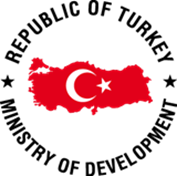 REPUBLIC OF TURKEY
MINISTRY OF DEVELOPMENT